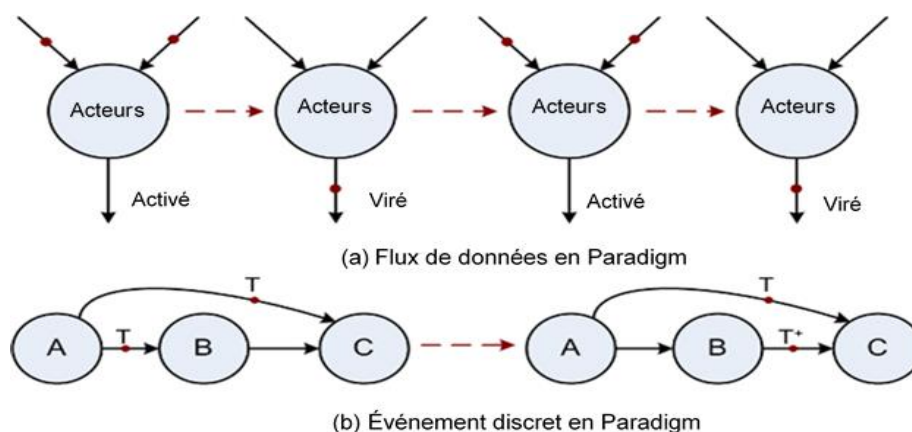 Acteurs Acteurs Acteurs Acteurs
Activé Viré Activé Viré
(a) Flux de données en Paradigm
T T
A T B C A B T+ C
(b) Événement discret en Paradigm